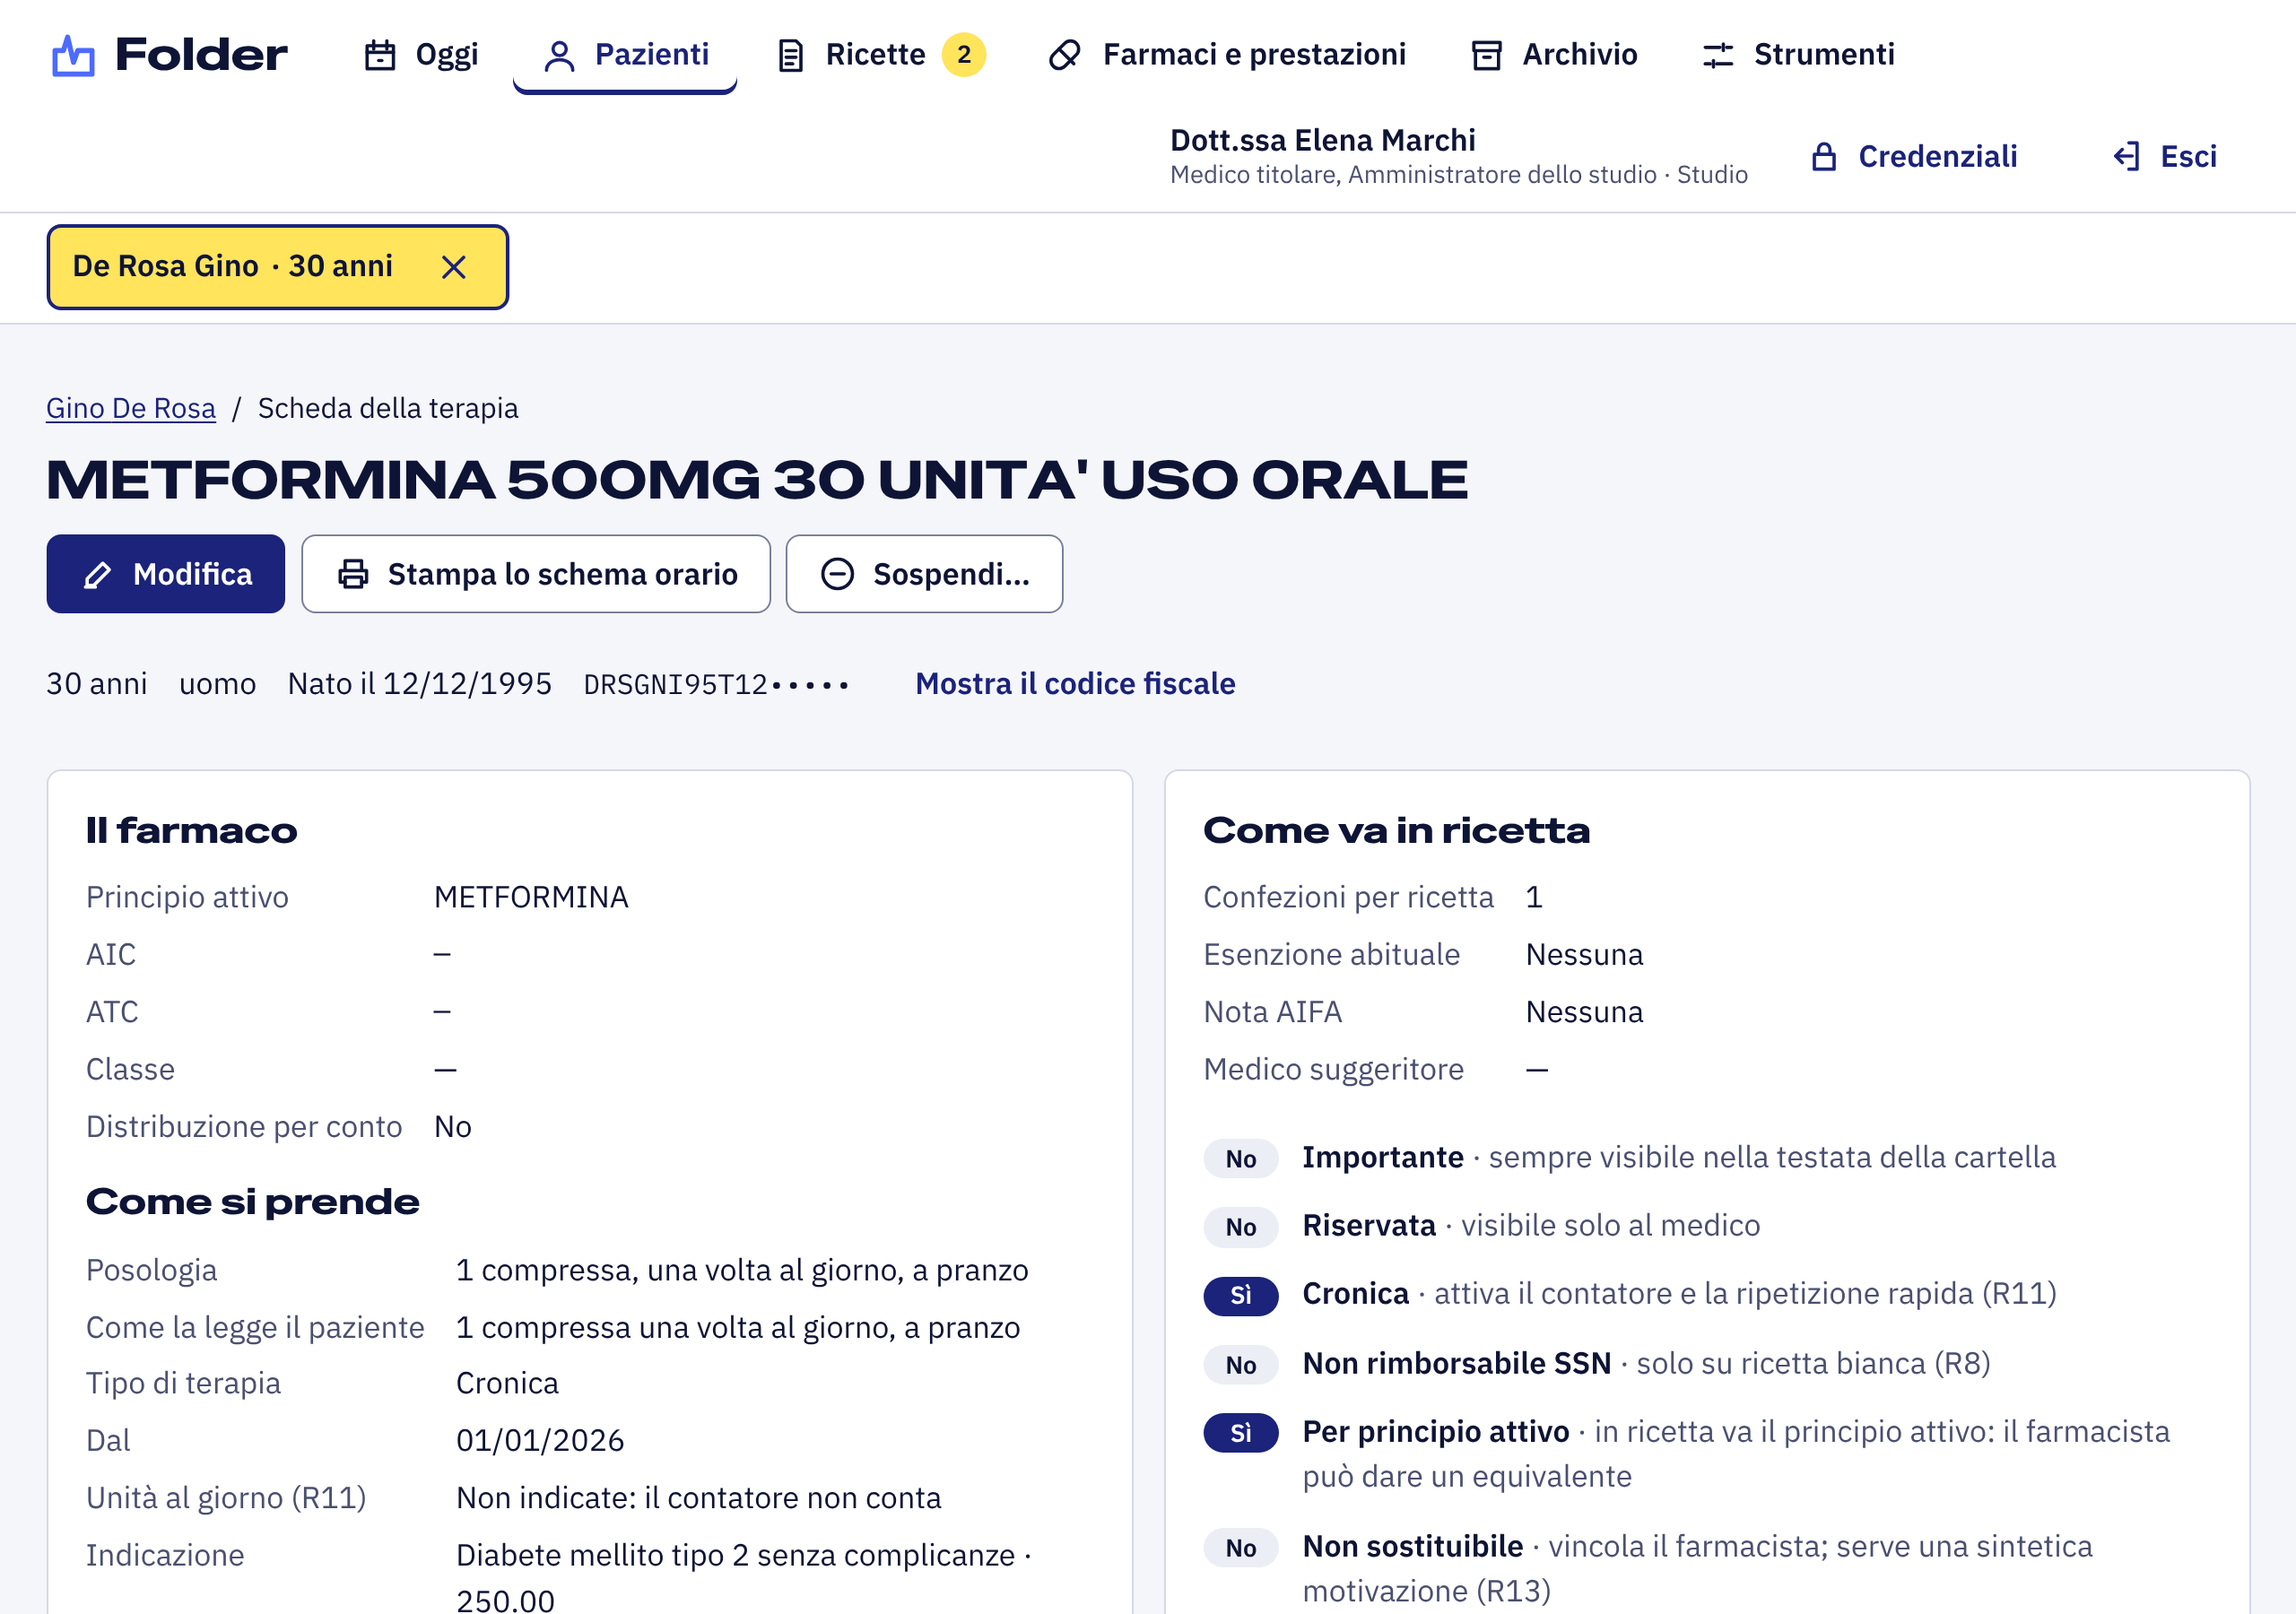 Folder
Oggi
Pazienti
Ricette 2
Farmaci e prestazioni
Archivio
Strumenti
Dott.ssa Elena Marchi
Medico titolare, Amministratore dello studio · Studio
Credenziali
Esci
De Rosa Gino · 30 anni
Gino De Rosa / Scheda della terapia
METFORMINA 500MG 30 UNITA' USO ORALE
Modifica
Stampa lo schema orario
Sospendi...
30 anni uomo Nato il 12/12/1995 DRSGNI95T12••••• Mostra il codice fiscale
Il farmaco
Principio attivo METFORMINA
AIC –
ATC –
Classe —
Distribuzione per conto No
Come si prende
Posologia 1 compressa, una volta al giorno, a pranzo
Come la legge il paziente 1 compressa una volta al giorno, a pranzo
Tipo di terapia Cronica
Dal 01/01/2026
Unità al giorno (R11) Non indicate: il contatore non conta
Indicazione Diabete mellito tipo 2 senza complicanze ·
250.00
Come va in ricetta
Confezioni per ricetta 1
Esenzione abituale Nessuna
Nota AIFA Nessuna
Medico suggeritore —
No Importante · sempre visibile nella testata della cartella
No Riservata · visibile solo al medico
Sì Cronica · attiva il contatore e la ripetizione rapida (R11)
No Non rimborsabile SSN · solo su ricetta bianca (R8)
Sì Per principio attivo · in ricetta va il principio attivo: il farmacista
può dare un equivalente
No Non sostituibile · vincola il farmacista; serve una sintetica
motivazione (R13)